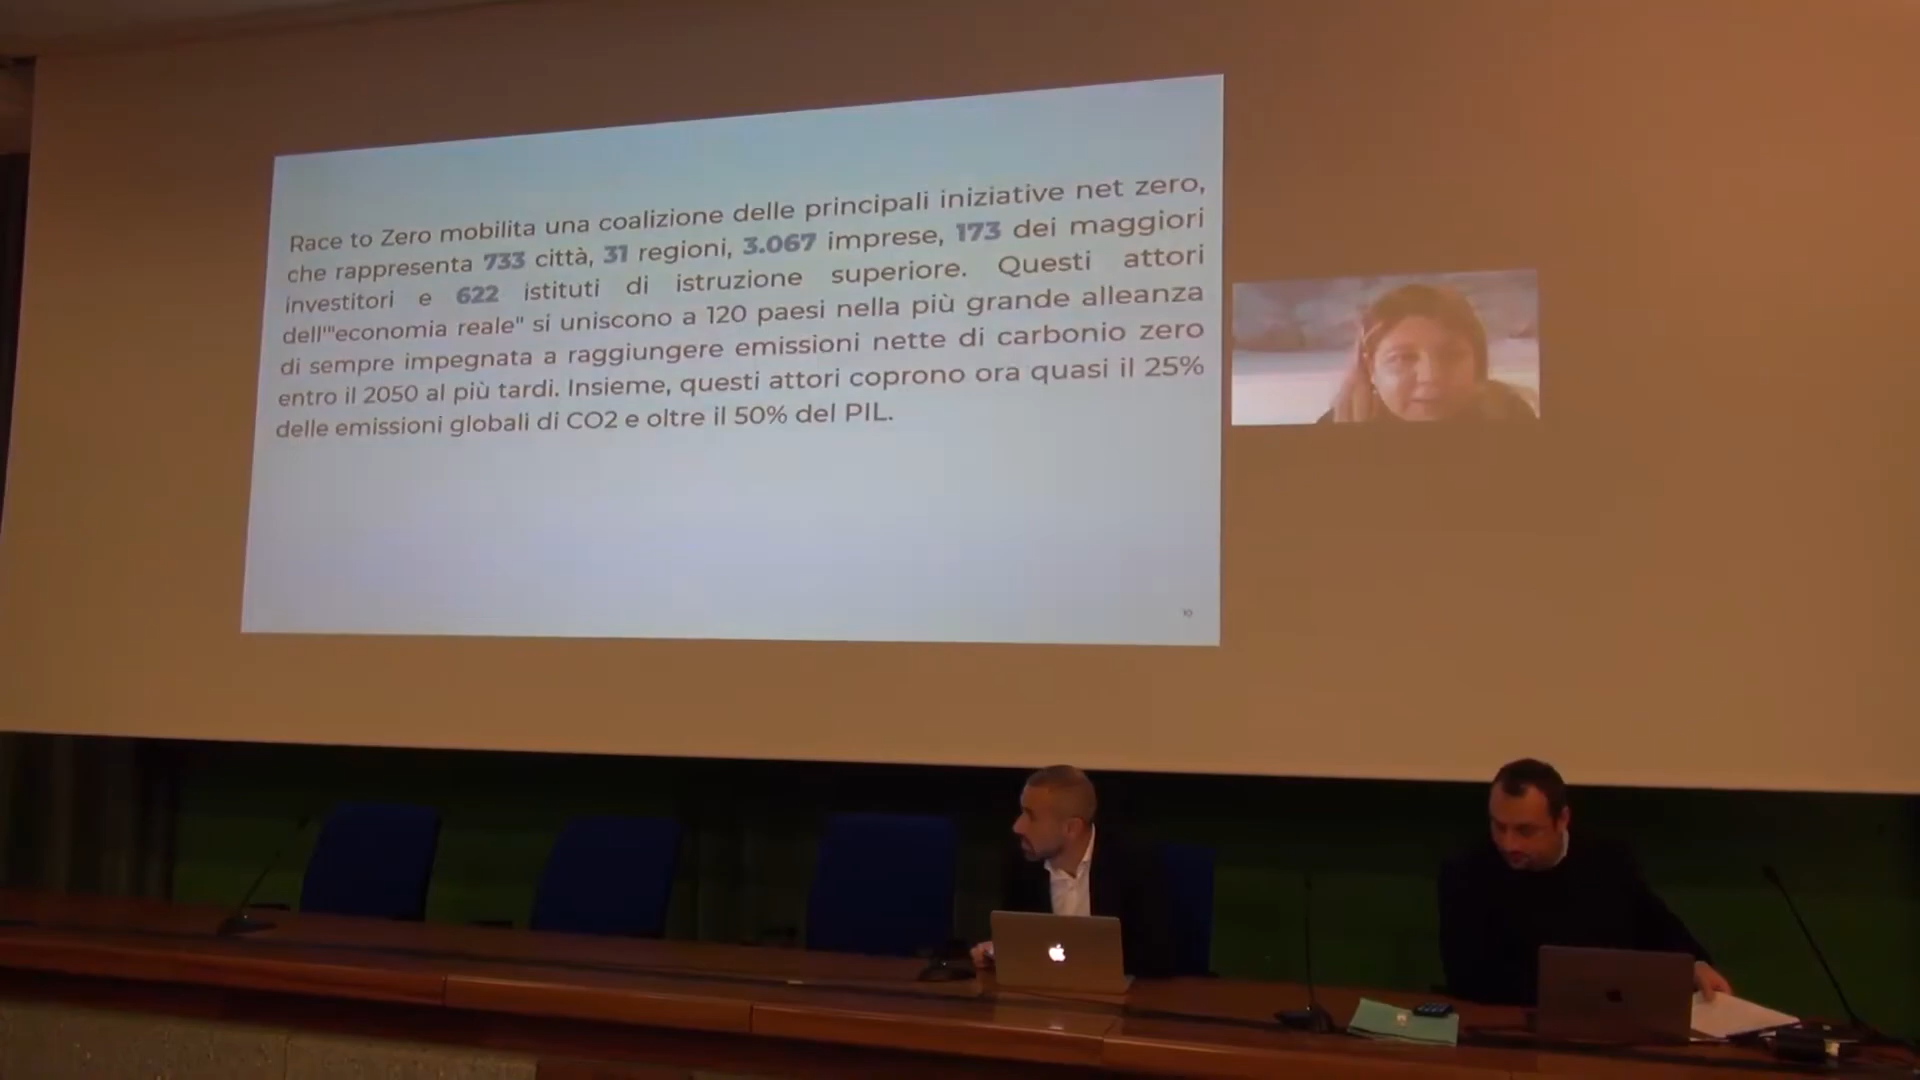 Race to Zero mobilita una coalizione delle principali iniziative net zero,
che rappresenta 733 città, 31 regioni, 3.067 imprese, 173 dei maggiori
investitori e 622 istituti di istruzione superiore. Questi attori
dell'"economia reale" si uniscono a 120 paesi nella più grande alleanza
di sempre impegnata a raggiungere emissioni nette di carbonio zero
entro il 2050 al più tardi. Insieme, questi attori coprono ora quasi il 25%
delle emissioni globali di CO2 e oltre il 50% del PIL.